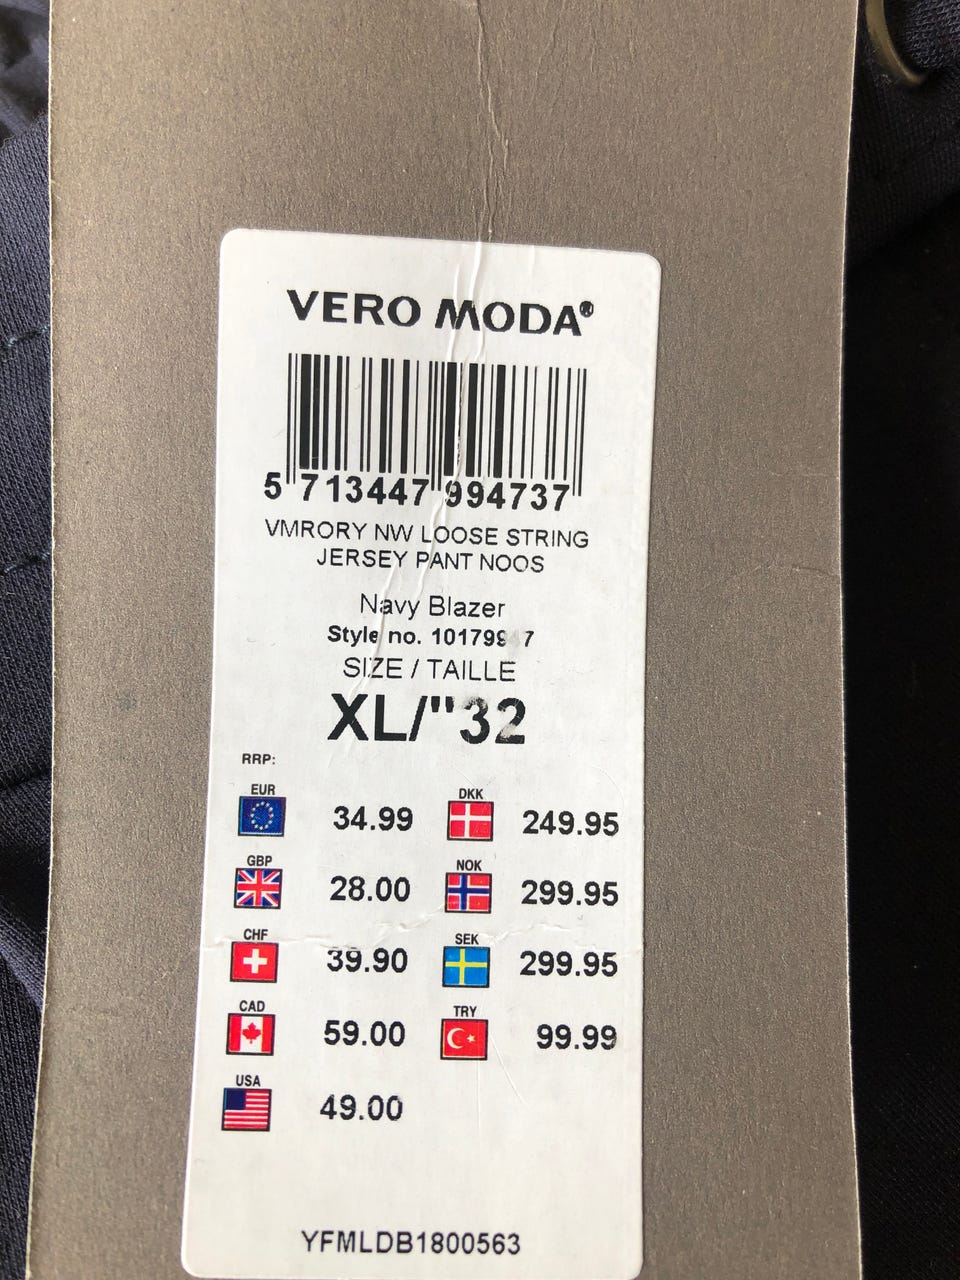 VERO MODA®
5 713447 994737
VMRORY NW LOOSE STRING
JERSEY PANT NOOS
Navy Blazer
Style no.
SIZE / TAILLE
XL/"32
RRP:
EUR 34.99 DKK 249.95
GBP 28.00 NOK 299.95
CHF 39.90 SEK 299.95
CAD 59.00 TRY 99.99
USA 49.00
YFMLDB1800563